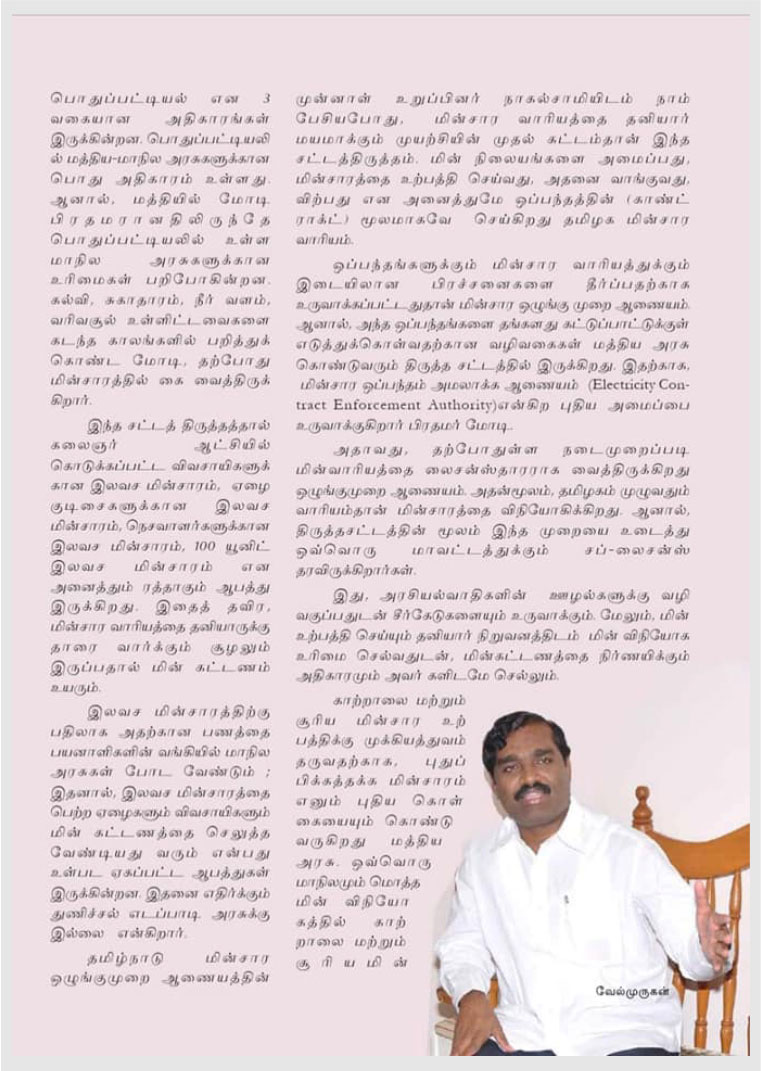 பொதுப்பட்டியல் என 3
வகையான அதிகாரங்கள்
இருக்கின்றன. பொதுப்பட்டியலி
ல் மத்திய-மாநில அரசுகளுக்கான
பொது அதிகாரம் உள்ளது.
ஆனால், மத்தியில் மோடி
பிரதமரானதிலிருந்தே
பொதுப்பட்டியலில் உள்ள
மாநில அரசுகளுக்கான
உரிமைகள் பறிபோகின்றன.
கல்வி, சுகாதாரம், நீர் வளம்,
வரிவசூல் உள்ளிட்டவைகளை
கடந்த காலங்களில் பறித்துக்
கொண்ட மோடி, தற்போது
மின்சாரத்தில் கை வைத்திருக்
கிறார்.
இந்த சட்டத் திருத்தத்தால்
கலைஞர் ஆட்சியில்
கொடுக்கப்பட்ட விவசாயிகளுக்
கான இலவச மின்சாரம், ஏழை
குடிசைகளுக்கான இலவச
மின்சாரம், நெசவாளர்களுக்கான
இலவச மின்சாரம், 100 யூனிட்
இலவச மின்சாரம் என
அனைத்தும் ரத்தாகும் ஆபத்து
இருக்கிறது. இதைத் தவிர,
மின்சார வாரியத்தை தனியாருக்கு
தாரை வார்க்கும் சூழலும்
இருப்பதால் மின் கட்டணம்
உயரும்.
இலவச மின்சாரத்திற்கு
பதிலாக அதற்கான பணத்தை
பயனாளிகளின் வங்கியில் மாநில
அரசுகள் போட வேண்டும் ;
இதனால், இலவச மின்சாரத்தை
பெற்ற ஏழைகளும் விவசாயிகளும்
மின் கட்டணத்தை செலுத்த
வேண்டியது வரும் என்பது
உள்பட ஏகப்பட்ட ஆபத்துகள்
இருக்கின்றன. இதனை எதிர்க்கும்
துணிச்சல் எடப்பாடி அரசுக்கு
இல்லை என்கிறார்.
தமிழ்நாடு மின்சார
ஒழுங்குமுறை ஆணையத்தின்
முன்னாள் உறுப்பினர் நாகல்சாமியிடம் நாம்
பேசியபோது, மின்சார வாரியத்தை தனியார்
மயமாக்கும் முயற்சியின் முதல் கட்டம்தான் இந்த
சட்டத்திருத்தம். மின் நிலையங்களை அமைப்பது,
மின்சாரத்தை உற்பத்தி செய்வது, அதனை வாங்குவது,
விற்பது என அனைத்துமே ஒப்பந்தத்தின் (காண்ட்
ராக்ட்) மூலமாகவே செய்கிறது தமிழக மின்சார
வாரியம்.
ஒப்பந்தங்களுக்கும் மின்சார வாரியத்துக்கும்
இடையிலான பிரச்சனைகளை தீர்ப்பதற்காக
உருவாக்கப்பட்டதுதான் மின்சார ஒழுங்கு முறை ஆணையம்.
ஆனால், அந்த ஒப்பந்தங்களை தங்களது கட்டுப்பாட்டுக்குள்
எடுத்துக்கொள்வதற்கான வழிவகைகள் மத்திய அரசு
கொண்டுவரும் திருத்த சட்டத்தில் இருக்கிறது. இதற்காக,
மின்சார ஒப்பந்தம் அமலாக்க ஆணையம் (Electricity Con-
tract Enforcement Authority)என்கிற புதிய அமைப்பை
உருவாக்குகிறார் பிரதமர் மோடி.
அதாவது, தற்போதுள்ள நடைமுறைப்படி
மின்வாரியத்தை லைசன்ஸ்தாரராக வைத்திருக்கிறது
ஒழுங்குமுறை ஆணையம். அதன்மூலம், தமிழகம் முழுவதும்
வாரியம்தான் மின்சாரத்தை விநியோகிக்கிறது. ஆனால்,
திருத்தசட்டத்தின் மூலம் இந்த முறையை உடைத்து
ஒவ்வொரு மாவட்டத்துக்கும் சப்-லைசன்ஸ்
தரவிருக்கிறார்கள்.
இது, அரசியல்வாதிகளின் ஊழல்களுக்கு வழி
வகுப்பதுடன் சீர்கேடுகளையும் உருவாக்கும். மேலும், மின்
உற்பத்தி செய்யும் தனியார் நிறுவனத்திடம் மின் விநியோக
உரிமை செல்வதுடன், மின்கட்டணத்தை நிர்ணயிக்கும்
அதிகாரமும் அவர் களிடமே செல்லும்.
காற்றாலை மற்றும்
சூரிய மின்சார உற்
பத்திக்கு முக்கியத்துவம்
தருவதற்காக, புதுப்
பிக்கத்தக்க மின்சாரம்
எனும் புதிய கொள்
கையையும் கொண்டு
வருகிறது மத்திய
அரசு. ஒவ்வொரு
மாநிலமும் மொத்த
மின் விநியோ
கத்தில் காற்
றாலை மற்றும்
சூரியமின்
வேல்முருகன்